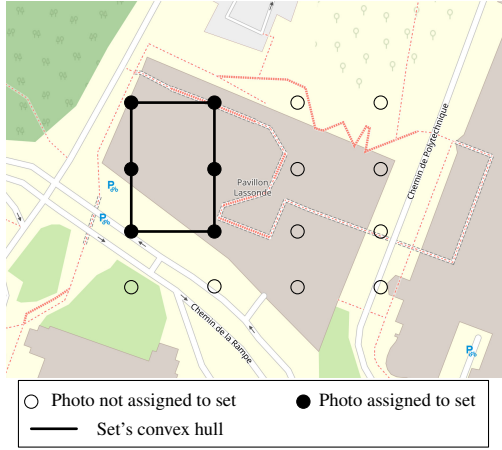 Chemin de Polytechnique
Pavillon
Lassonde
P
P
Chemin de la Rampe
P
Photo not assigned to set
Photo assigned to set
Set's convex hull